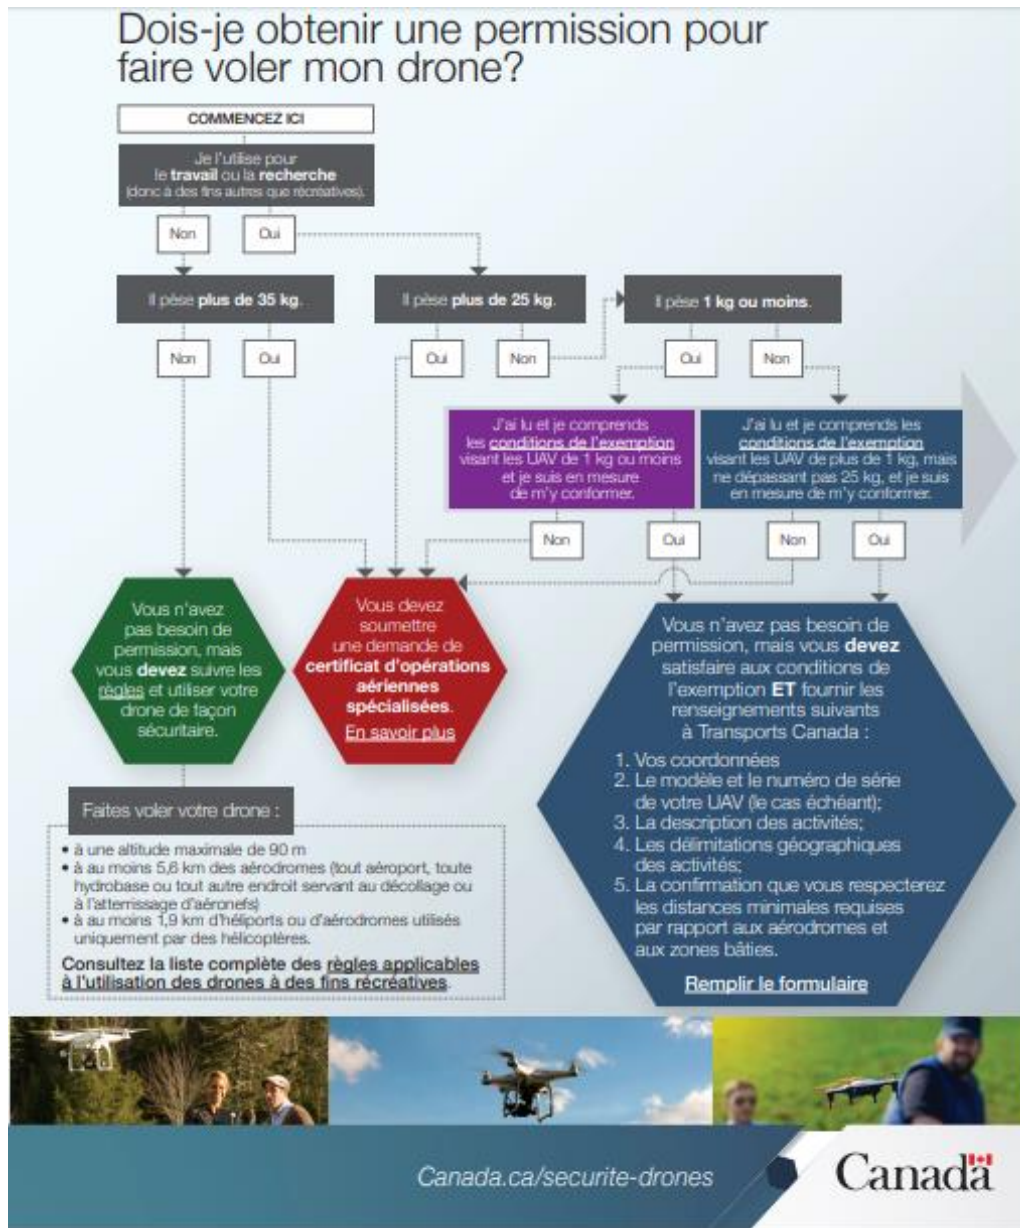 Dois-je obtenir une permission pour
faire voler mon drone?
COMMENCEZ ICI
Je l'utilise pour
le travail ou la recherche
(donc à des fins autres que récréatives).
Non
Oui
Il pèse plus de 35 kg.
Il pèse plus de 25 kg.
Il pèse 1 kg ou moins.
Non
Oui
Oui
Non
Oui
Non
J'ai lu et je comprends
les conditions de l'exemption
visant les UAV de 1 kg ou moins
et je suis en mesure
de m'y conformer.
J'ai lu et je comprends les
conditions de l'exemption
visant les UAV de plus de 1 kg, mais
ne dépassant pas 25 kg, et je suis
en mesure de m'y conformer.
Non
Oui
Non
Oui
Vous n'avez
pas besoin de
permission, mais
vous devez suivre les
règles et utiliser votre
drone de façon
sécuritaire.
Vous devez
soumettre
une demande de
certificat d'opérations
aériennes
spécialisées.
En savoir plus
Vous n'avez pas besoin de
permission, mais vous devez
satisfaire aux conditions de
l'exemption ET fournir les
renseignements suivants
à Transports Canada :
1. Vos coordonnées
2. Le modèle et le numéro de série
de votre UAV (le cas échéant);
3. La description des activités;
4. Les délimitations géographiques
des activités;
5. La confirmation que vous respecterez
les distances minimales requises
par rapport aux aérodromes et
aux zones bâties.
Remplir le formulaire
Faites voler votre drone :
• à une altitude maximale de 90 m
• à au moins 5,6 km des aérodromes (tout aéroport, toute
hydrobase ou tout autre endroit servant au décollage ou
à l'atterrissage d'aéronefs)
• à au moins 1,9 km d'héliports ou d'aérodromes utilisés
uniquement par des hélicoptères.
Consultez la liste complète des règles applicables
à l'utilisation des drones à des fins récréatives.
Canada.ca/securite-drones
Canada